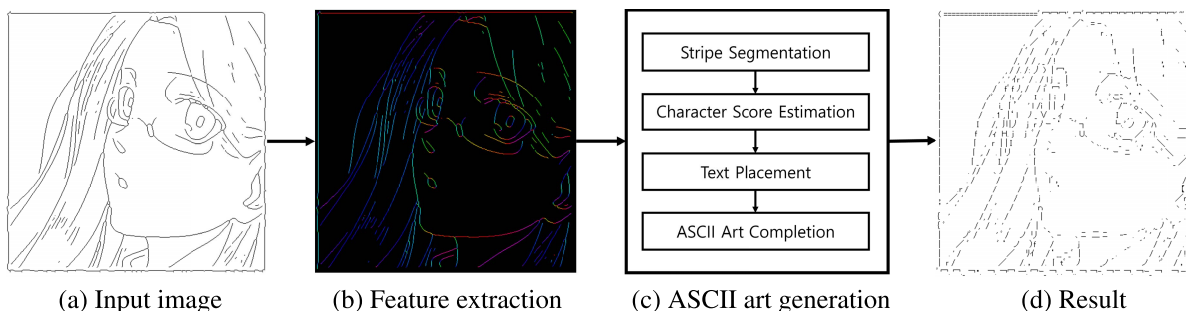 Stripe Segmentation
Character Score Estimation
Text Placement
ASCII Art Completion
(a) Input image
(b) Feature extraction
(c) ASCII art generation
(d) Result